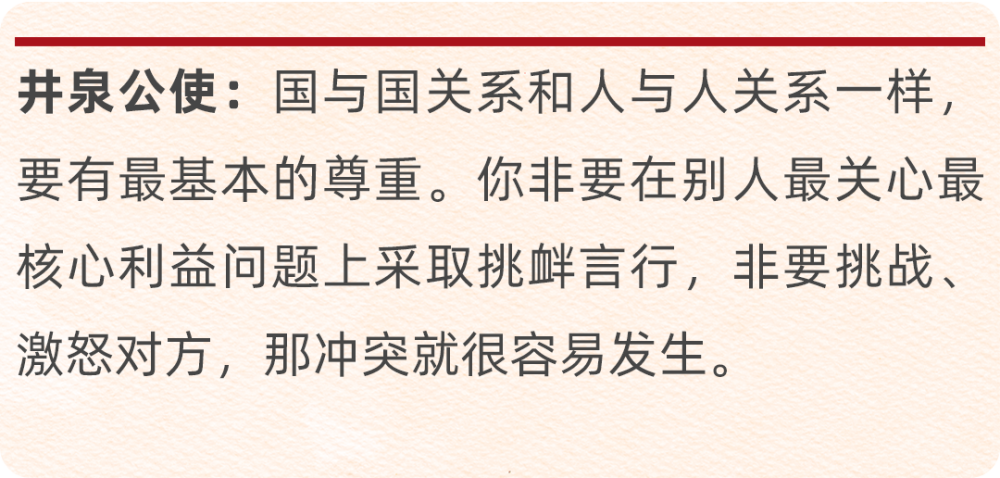 井泉公使：国与国关系和人与人关系一样，
要有最基本的尊重。你非要在别人最关心最
核心利益问题上采取挑衅言行，非要挑战、
激怒对方，那冲突就很容易发生。